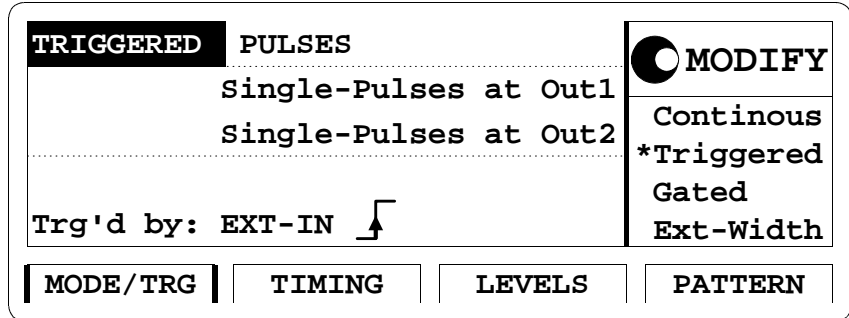 TRIGGERED PULSES
Single-Pulses at Out1
Single-Pulses at Out2
Trg'd by: EXT-IN
MODIFY
Continous
*Triggered
Gated
Ext-Width
MODE/TRG TIMING LEVELS PATTERN